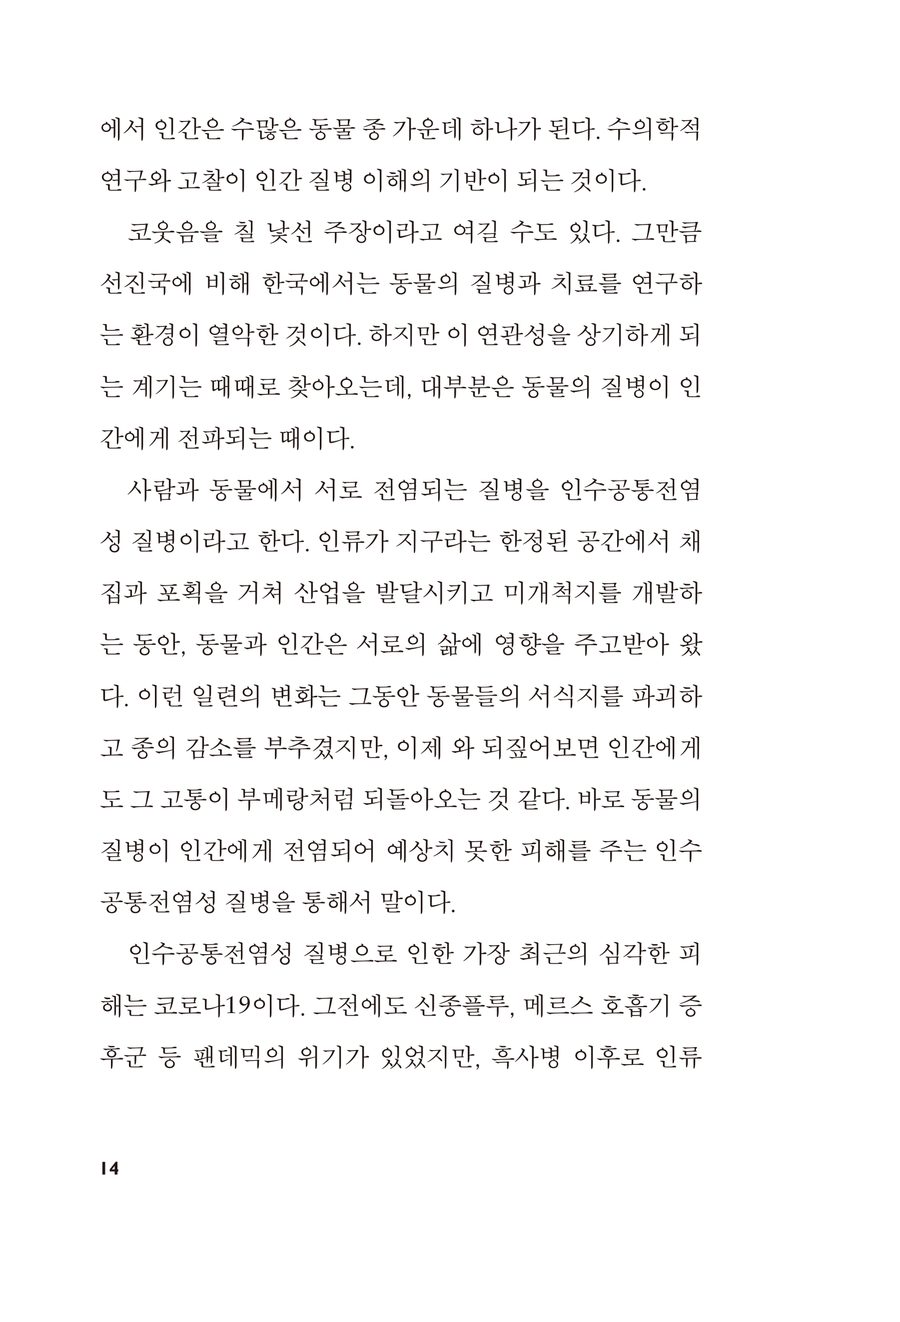 에서 인간은 수많은 동물 종 가운데 하나가 된다. 수의학적
연구와 고찰이 인간 질병 이해의 기반이 되는 것이다.
코웃음을 칠 낯선 주장이라고 여길 수도 있다. 그만큼
선진국에 비해 한국에서는 동물의 질병과 치료를 연구하
는 환경이 열악한 것이다. 하지만 이 연관성을 상기하게 되
는 계기는 때때로 찾아오는데, 대부분은 동물의 질병이 인
간에게 전파되는 때이다.
사람과 동물에서 서로 전염되는 질병을 인수공통전염
성 질병이라고 한다. 인류가 지구라는 한정된 공간에서 채
집과 포획을 거쳐 산업을 발달시키고 미개척지를 개발하
는 동안, 동물과 인간은 서로의 삶에 영향을 주고받아 왔
다. 이런 일련의 변화는 그동안 동물들의 서식지를 파괴하
고 종의 감소를 부추겼지만, 이제 와 되짚어보면 인간에게
도 그 고통이 부메랑처럼 되돌아오는 것 같다. 바로 동물의
질병이 인간에게 전염되어 예상치 못한 피해를 주는 인수
공통전염성 질병을 통해서 말이다.
인수공통전염성 질병으로 인한 가장 최근의 심각한 피
해는 코로나19이다. 그전에도 신종플루, 메르스 호흡기 증
후군 등 팬데믹의 위기가 있었지만, 흑사병 이후로 인류
14